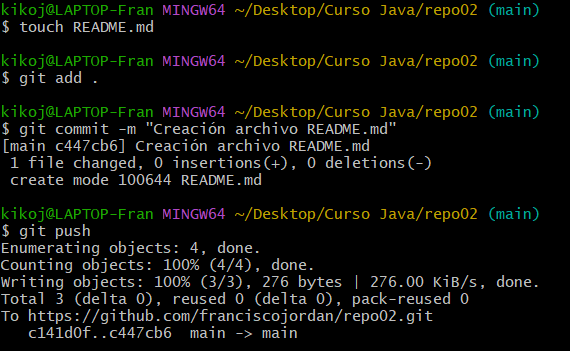 kikoj@LAPTOP-Fran MINGW64 ~/Desktop/Curso Java/repo02 (main)
$ touch README.md
kikoj@LAPTOP-Fran MINGW64 ~/Desktop/Curso Java/repo02 (main)
$ git add .
kikoj@LAPTOP-Fran MINGW64 ~/Desktop/Curso Java/repo02 (main)
$ git commit -m "Creación archivo README.md"
[main c447cb6] Creación archivo README.md
 1 file changed, 0 insertions(+), 0 deletions(-)
 create mode 100644 README.md
kikoj@LAPTOP-Fran MINGW64 ~/Desktop/Curso Java/repo02 (main)
$ git push
Enumerating objects: 4, done.
Counting objects: 100% (4/4), done.
Writing objects: 100% (3/3), 276 bytes | 276.00 KiB/s, done.
Total 3 (delta 0), reused 0 (delta 0), pack-reused 0
To https://github.com/franciscojordan/repo02.git
   c141d0f..c447cb6  main -> main